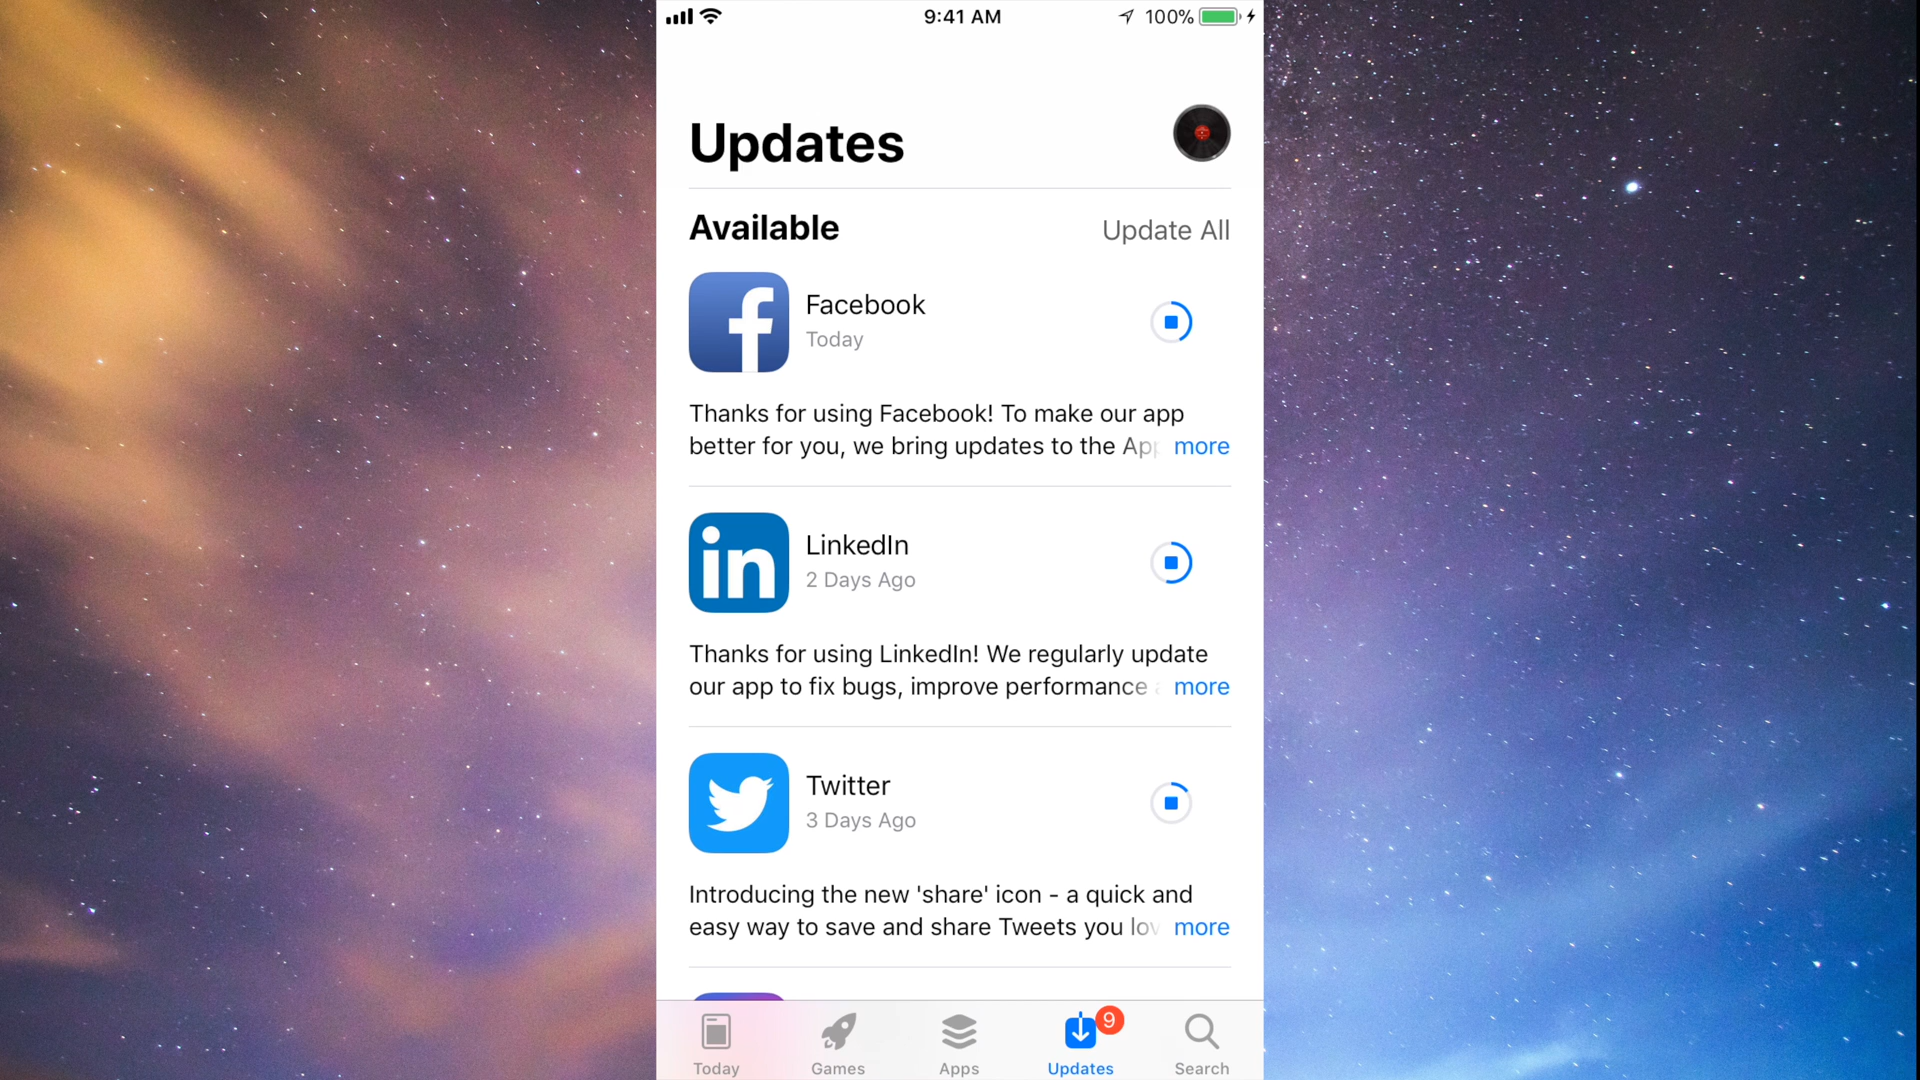 9:41 AM
100%
Updates
Available
Update All
Facebook
Today
Thanks for using Facebook! To make our app
better for you, we bring updates to the App more
LinkedIn
2 Days Ago
Thanks for using LinkedIn! We regularly update
our app to fix bugs, improve performance more
Twitter
3 Days Ago
Introducing the new 'share' icon - a quick and
easy way to save and share Tweets you lov more
9
Today
Games
Apps
Updates
Search